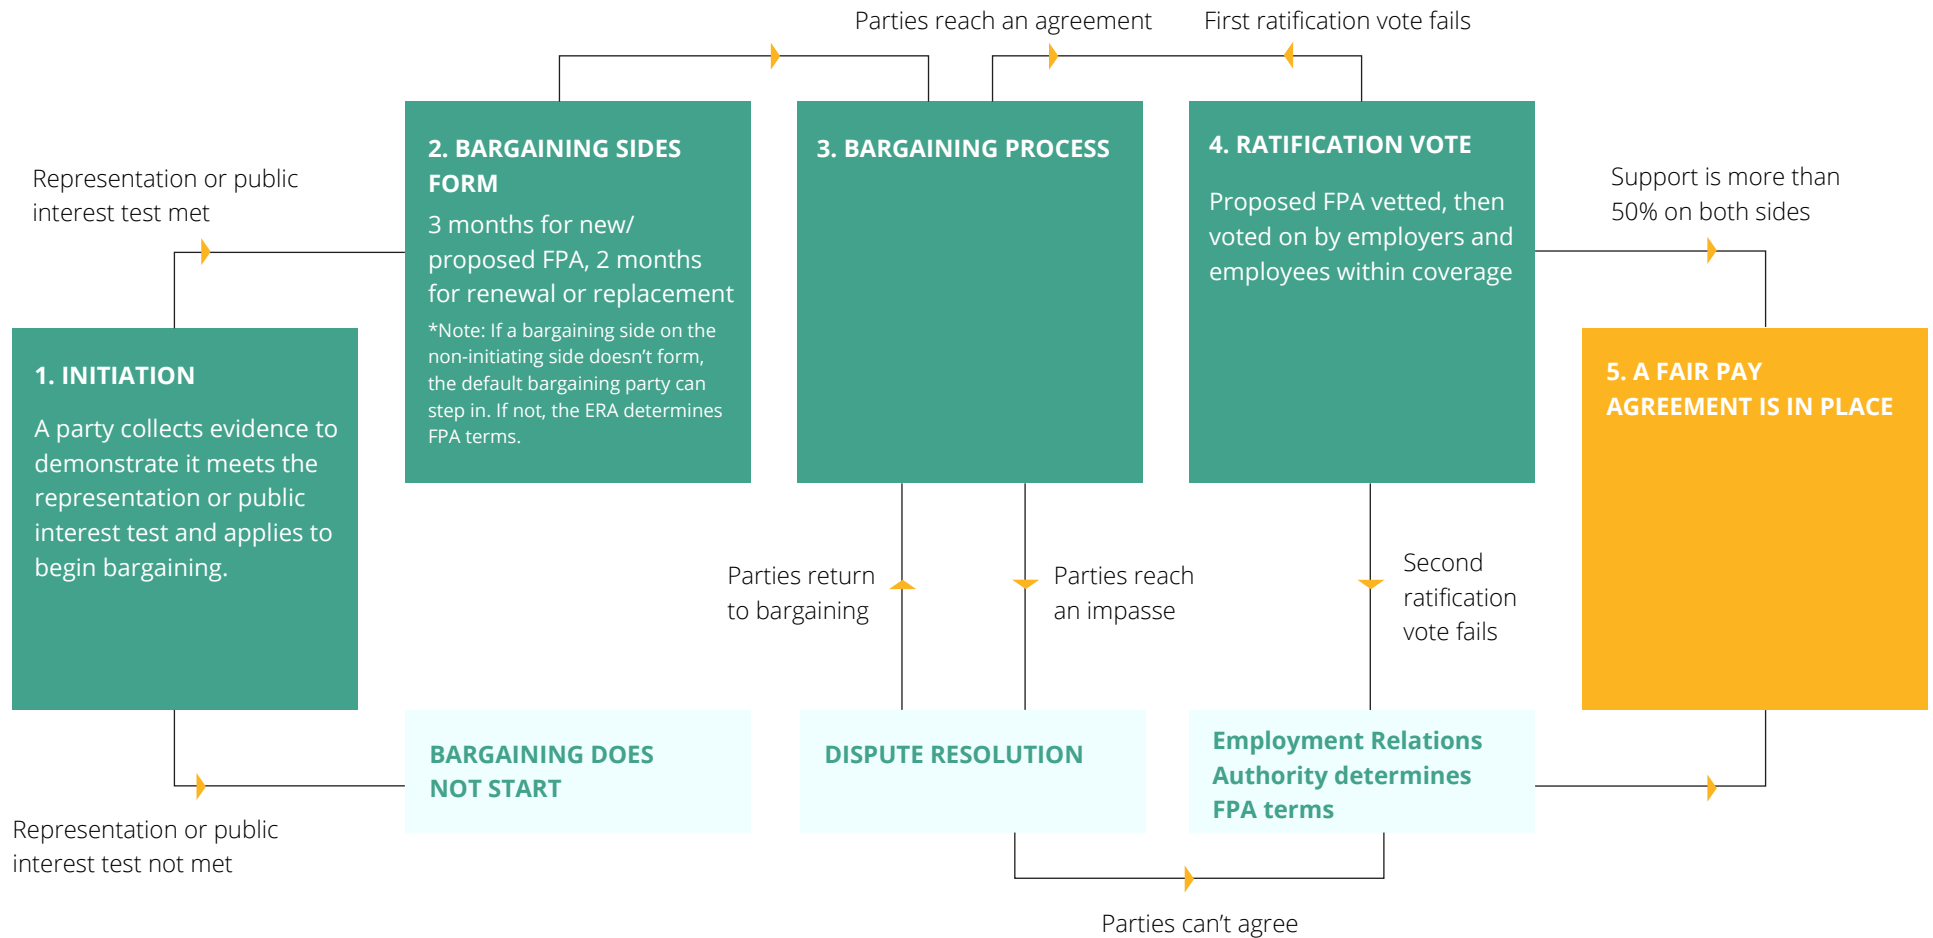 Parties reach an agreement
First ratification vote fails
Representation or public
interest test met
1. INITIATION
A party collects evidence to
demonstrate it meets the
representation or public
interest test and applies to
begin bargaining.
Representation or public
interest test not met
2. BARGAINING SIDES
FORM
3 months for new/
proposed FPA, 2 months
for renewal or replacement
*Note: If a bargaining side on the
non-initiating side doesn’t form,
the default bargaining party can
step in. If not, the ERA determines
FPA terms.
BARGAINING DOES
NOT START
3. BARGAINING PROCESS
Parties return
to bargaining
Parties reach
an impasse
DISPUTE RESOLUTION
Parties can’t agree
4. RATIFICATION VOTE
Proposed FPA vetted, then
voted on by employers and
employees within coverage
Second
ratification
vote fails
Employment Relations
Authority determines
FPA terms
Support is more than
50% on both sides
5. A FAIR PAY
AGREEMENT IS IN PLACE